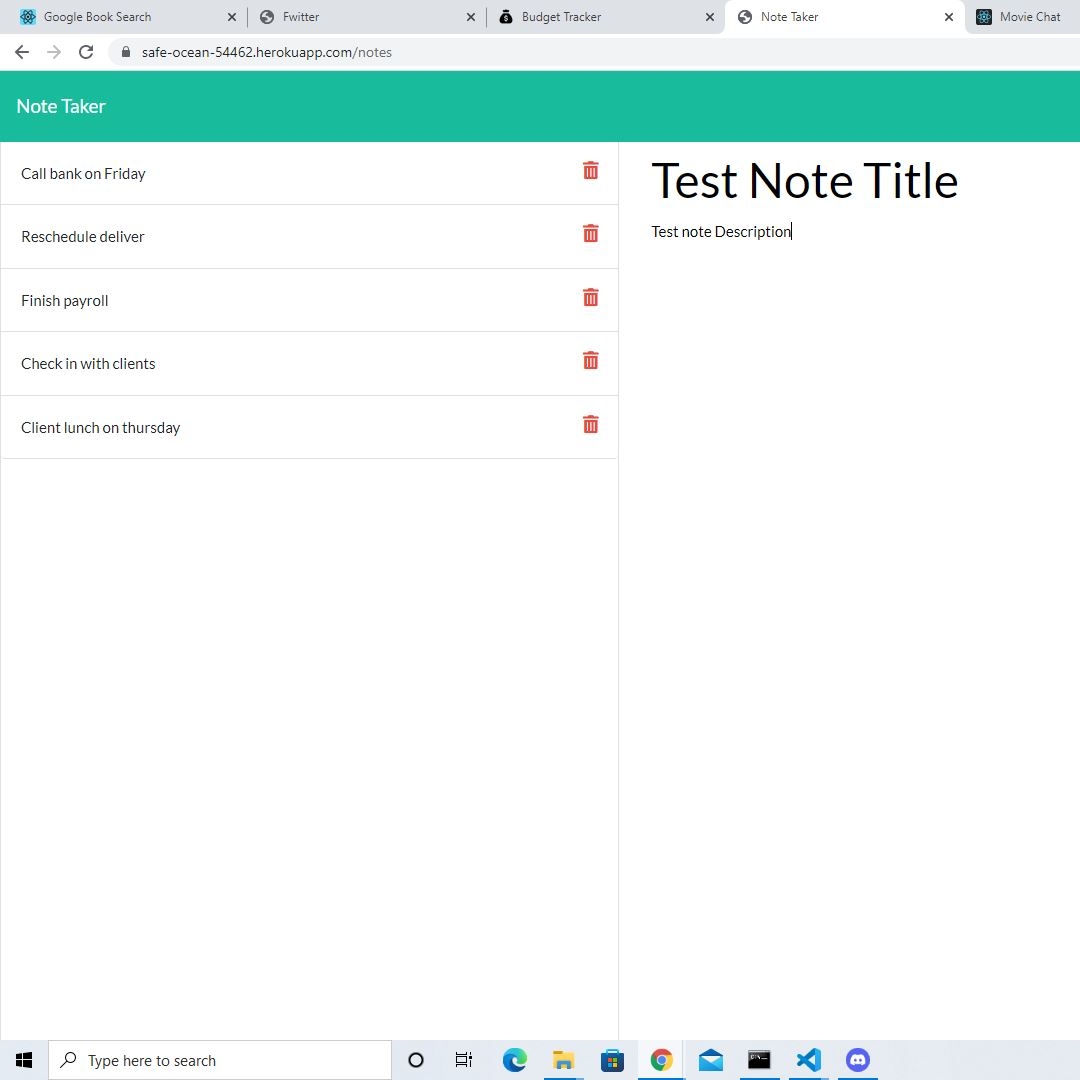 Google Book Search
Fwitter
Budget Tracker
Note Taker
Movie Chat
safe-ocean-54462.herokuapp.com/notes
Note Taker
Call bank on Friday
Reschedule deliver
Finish payroll
Check in with clients
Client lunch on thursday
Test Note Title
Test note Description
Type here to search